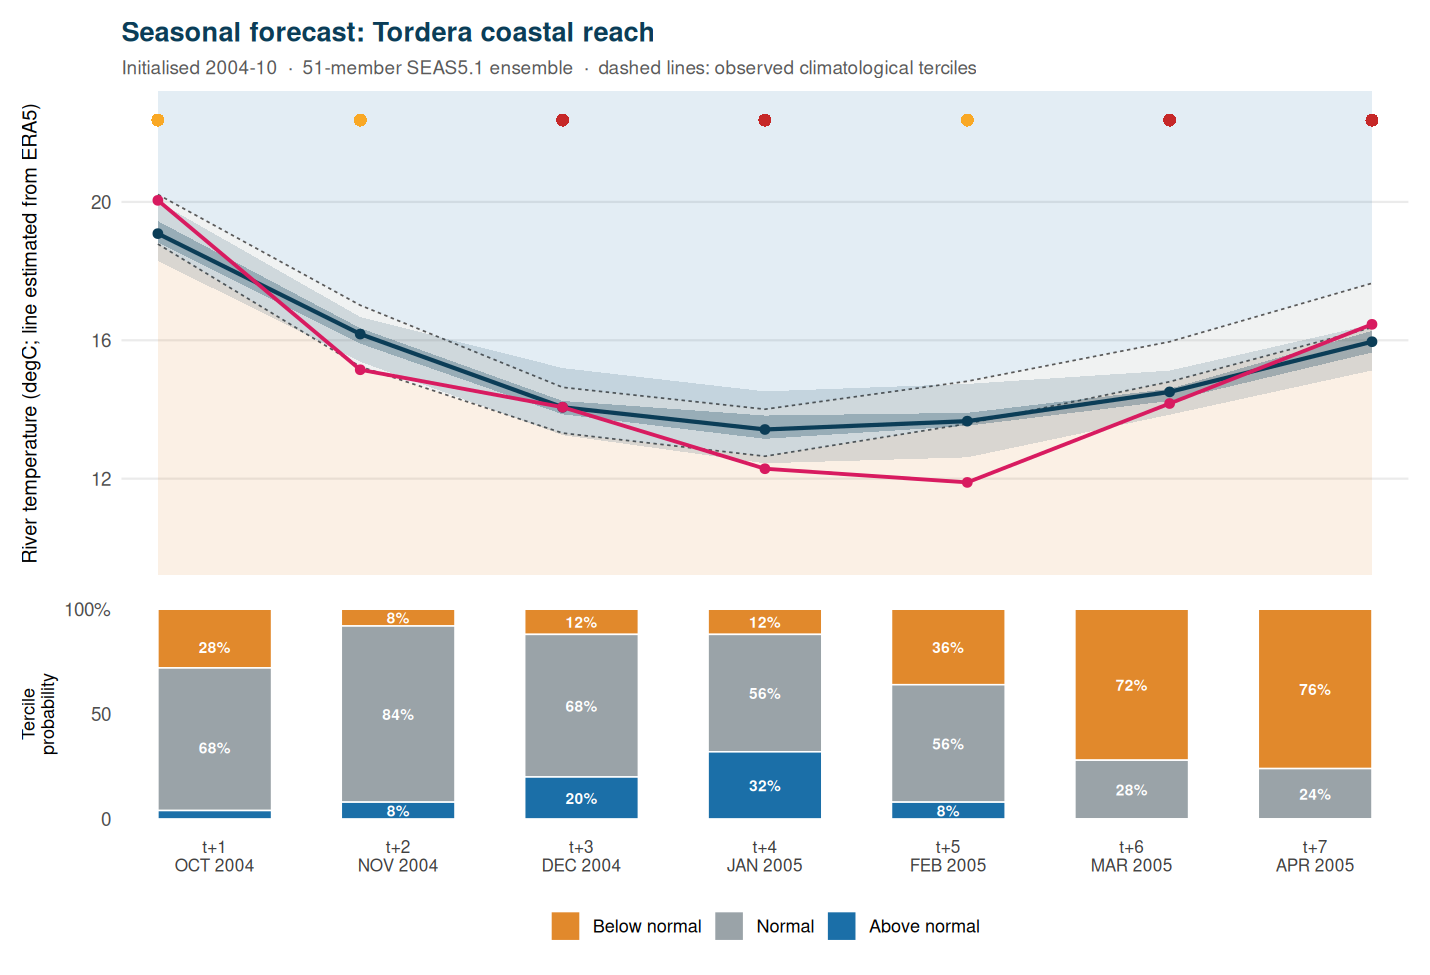 Seasonal forecast: Tordera coastal reach
Initialised 2004-10 · 51-member SEAS5.1 ensemble · dashed lines: observed climatological terciles
River temperature (degC; line estimated from ERA5)
20
16
12
Tercile
probability
100%
50
0
28%
68%
8%
84%
8%
12%
68%
20%
12%
56%
32%
36%
56%
8%
72%
28%
76%
24%
t+1
OCT 2004
t+2
NOV 2004
t+3
DEC 2004
t+4
JAN 2005
t+5
FEB 2005
t+6
MAR 2005
t+7
APR 2005
Below normal
Normal
Above normal